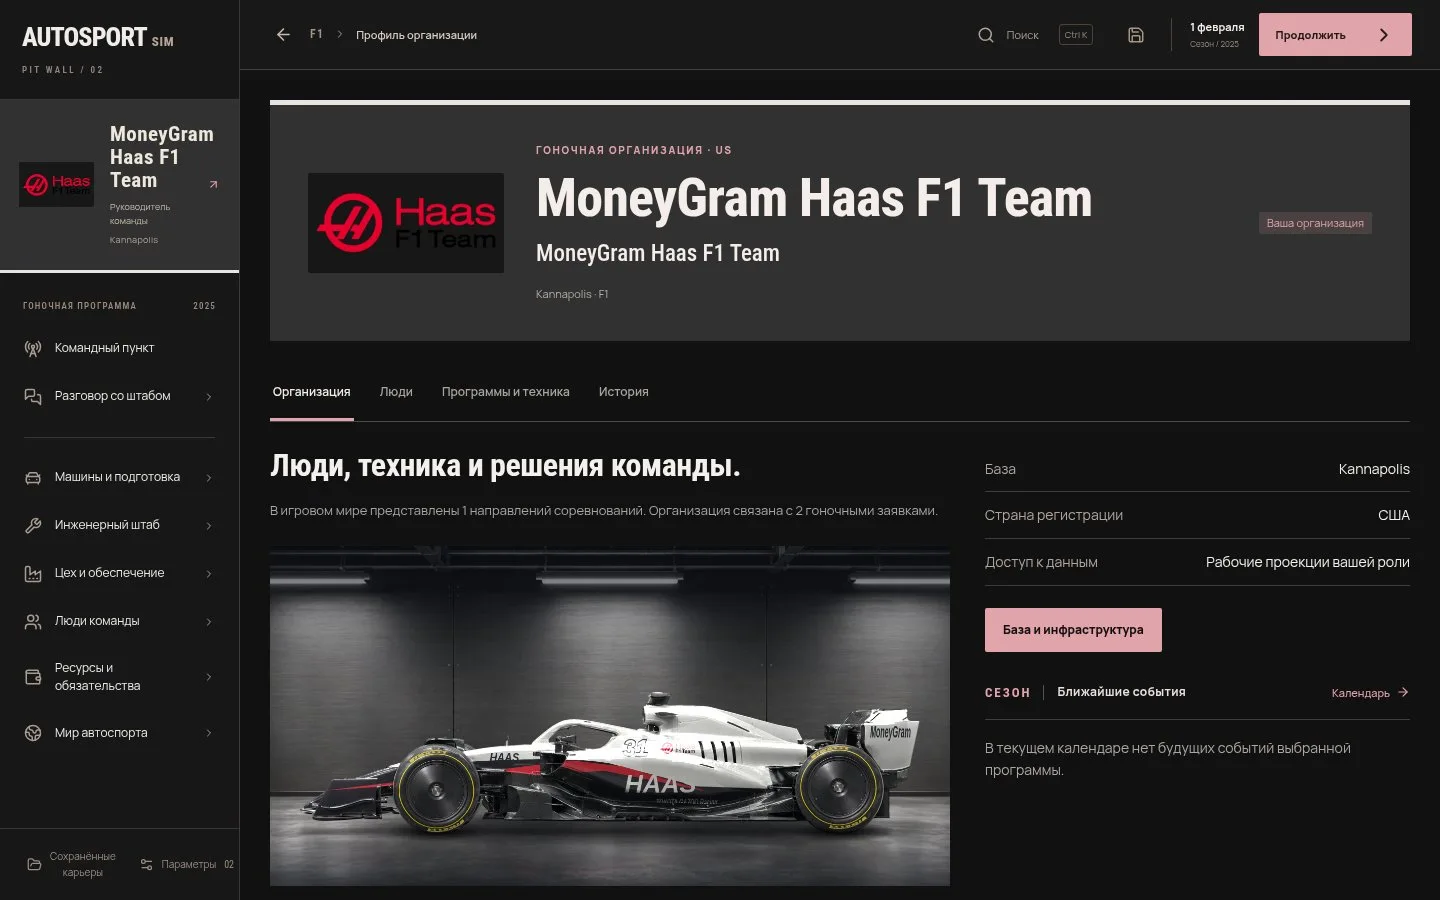 AUTOSPORT SIM
PIT WALL / 02
F1
Профиль организации
Поиск
Ctrl K
1 февраля
Сезон / 2025
Продолжить
Haas
F1 Team
MoneyGram
Haas F1
Team
Руководитель
команды
Kannapolis
ГОНОЧНАЯ ПРОГРАММА 2025
Командный пункт
Разговор со штабом
Машины и подготовка
Инженерный штаб
Цех и обеспечение
Люди команды
Ресурсы и
обязательства
Мир автоспорта
Сохранённые
карьеры
Параметры 02
Haas
F1 Team
ГОНОЧНАЯ ОРГАНИЗАЦИЯ · US
MoneyGram Haas F1 Team
MoneyGram Haas F1 Team
Kannapolis · F1
Ваша организация
Организация
Люди
Программы и техника
История
Люди, техника и решения команды.
В игровом мире представлены 1 направлений соревнований. Организация связана с 2 гоночными заявками.
MoneyGram
31
HAAS
HAAS
База Kannapolis
Страна регистрации США
Доступ к данным Рабочие проекции вашей роли
База и инфраструктура
СЕЗОН Ближайшие события
Календарь
В текущем календаре нет будущих событий выбранной
программы.